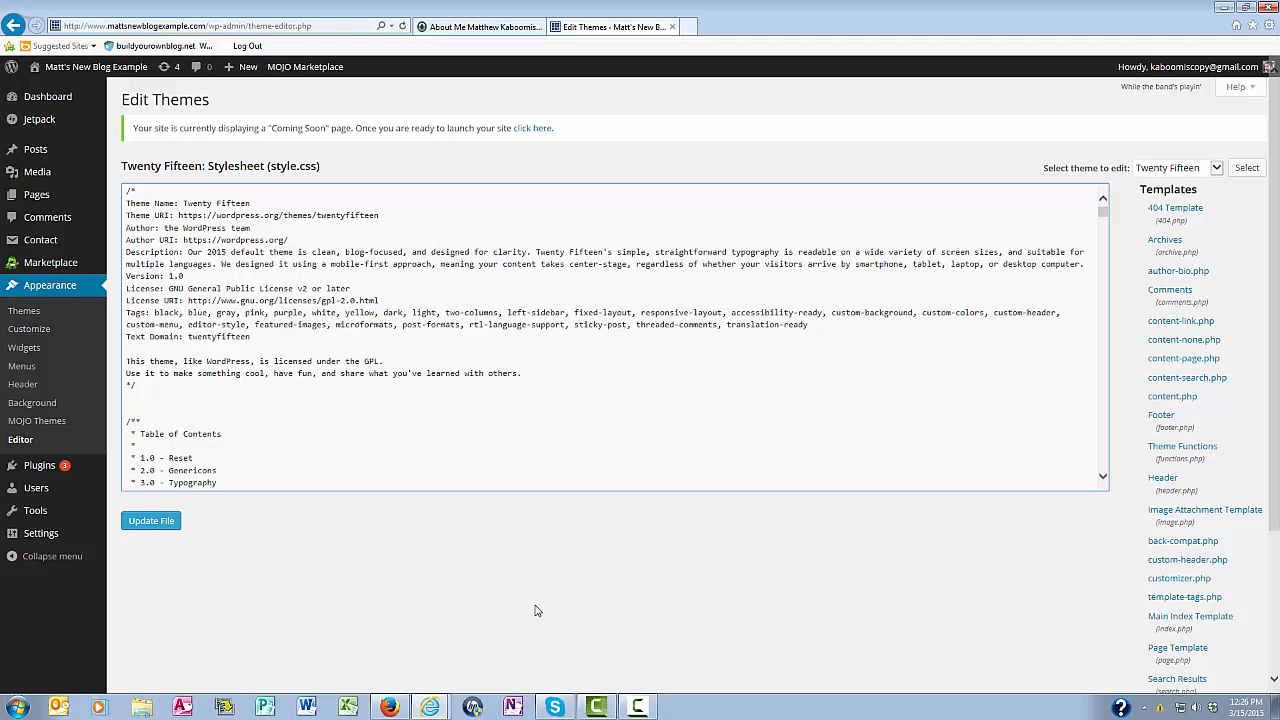 http://www.mattsnewblogexample.com/wp-admin/theme-editor.php
About Me Matthew Kaboomis...
Edit Themes ‹ Matt's New B...
Suggested Sites
buildyourownblog.net W...
Log Out
Matt's New Blog Example
4
0
New
MOJO Marketplace
Howdy, kaboomiscopy@gmail.com
Dashboard
Jetpack
Posts
Media
Pages
Comments
Contact
Marketplace
Appearance
Themes
Customize
Widgets
Menus
Header
Background
MOJO Themes
Editor
Plugins 3
Users
Tools
Settings
Collapse menu
While the band's playin'
Help
Edit Themes
Your site is currently displaying a "Coming Soon" page. Once you are ready to launch your site click here.
Twenty Fifteen: Stylesheet (style.css)
Select theme to edit: Twenty Fifteen Select
/*
Theme Name: Twenty Fifteen
Theme URI: https://wordpress.org/themes/twentyfifteen
Author: the WordPress team
Author URI: https://wordpress.org/
Description: Our 2015 default theme is clean, blog-focused, and designed for clarity. Twenty Fifteen's simple, straightforward typography is readable on a wide variety of screen sizes, and suitable for
multiple languages. We designed it using a mobile-first approach, meaning your content takes center-stage, regardless of whether your visitors arrive by smartphone, tablet, laptop, or desktop computer.
Version: 1.0
License: GNU General Public License v2 or later
License URI: http://www.gnu.org/licenses/gpl-2.0.html
Tags: black, blue, gray, pink, purple, white, yellow, dark, light, two-columns, left-sidebar, fixed-layout, responsive-layout, accessibility-ready, custom-background, custom-colors, custom-header,
custom-menu, editor-style, featured-images, microformats, post-formats, rtl-language-support, sticky-post, threaded-comments, translation-ready
Text Domain: twentyfifteen
This theme, like WordPress, is licensed under the GPL.
Use it to make something cool, have fun, and share what you've learned with others.
*/
/**
* Table of Contents
*
* 1.0 - Reset
* 2.0 - Genericons
* 3.0 - Typography
Update File
Templates
404 Template
(404.php)
Archives
(archive.php)
author-bio.php
Comments
(comments.php)
content-link.php
content-none.php
content-page.php
content-search.php
content.php
Footer
(footer.php)
Theme Functions
(functions.php)
Header
(header.php)
Image Attachment Template
(image.php)
back-compat.php
custom-header.php
customizer.php
template-tags.php
Main Index Template
(index.php)
Page Template
(page.php)
Search Results
(search.php)
12:26 PM
3/15/2015